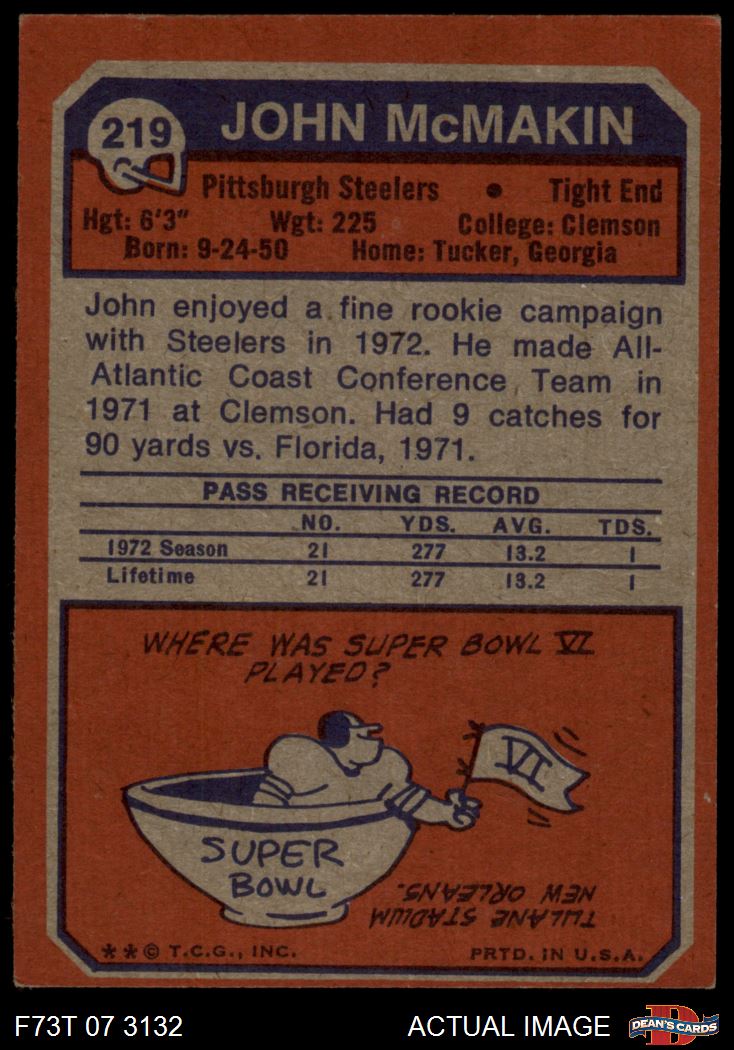 219 JOHN McMAKIN
Pittsburgh Steelers • Tight End
Hgt: 6'3" Wgt: 225 College: Clemson
Born: 9-24-50 Home: Tucker, Georgia
John enjoyed a fine rookie campaign
with Steelers in 1972. He made All-
Atlantic Coast Conference Team in
1971 at Clemson. Had 9 catches for
90 yards vs. Florida, 1971.
PASS RECEIVING RECORD
NO. YDS. AVG. TDS.
1972 Season 21 277 13.2 1
Lifetime 21 277 13.2 1
WHERE WAS SUPER BOWL VI
PLAYED?
VI
SUPER
BOWL
TULANE STADIUM
NEW ORLEANS.
** © T.C.G., INC. PRTD. IN U.S.A.
F73T 07 3132 ACTUAL IMAGE D DEAN'S CARDS